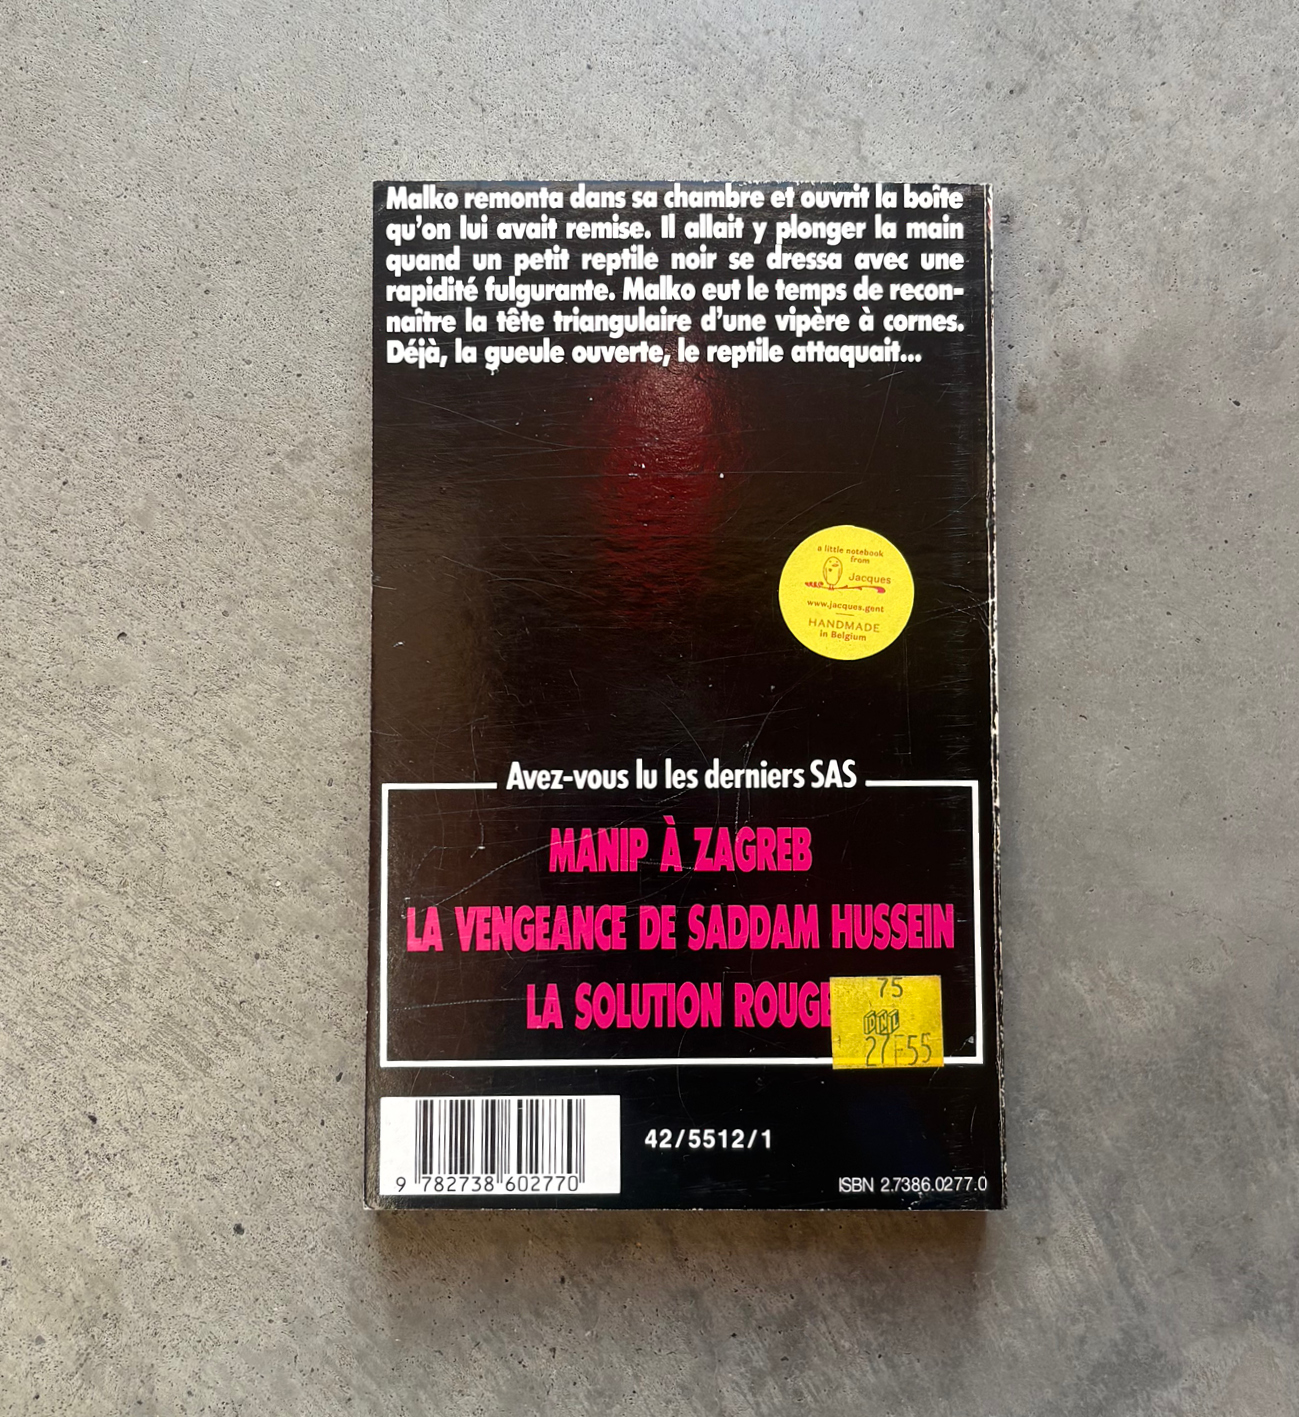 Malko remonta dans sa chambre et ouvrit la boîte
qu'on lui avait remise. Il allait y plonger la main
quand un petit reptile noir se dressa avec une
rapidité fulgurante. Malko eut le temps de recon-
naître la tête triangulaire d'une vipère à cornes.
Déjà, la gueule ouverte, le reptile attaquait...
a little notebook
from
Jacques
www.jacques.gent
HANDMADE
in Belgium
Avez-vous lu les derniers SAS
MANIP À ZAGREB
LA VENGEANCE DE SADDAM HUSSEIN
LA SOLUTION ROUGE
75
27F55
9 782738 602770
42/5512/1
ISBN 2.7386.0277.0